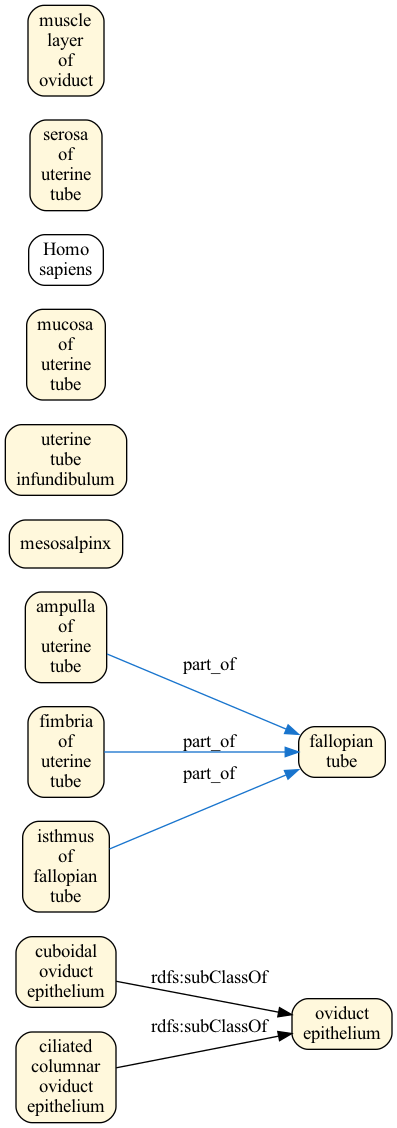 muscle
layer
of
oviduct
serosa
of
uterine
tube
Homo
sapiens
mucosa
of
uterine
tube
uterine
tube
infundibulum
mesosalpinx
ampulla
of
uterine
tube
part_of
fimbria
of
uterine
tube
part_of
fallopian
tube
part_of
isthmus
of
fallopian
tube
cuboidal
oviduct
epithelium
rdfs:subClassOf
oviduct
epithelium
rdfs:subClassOf
ciliated
columnar
oviduct
epithelium